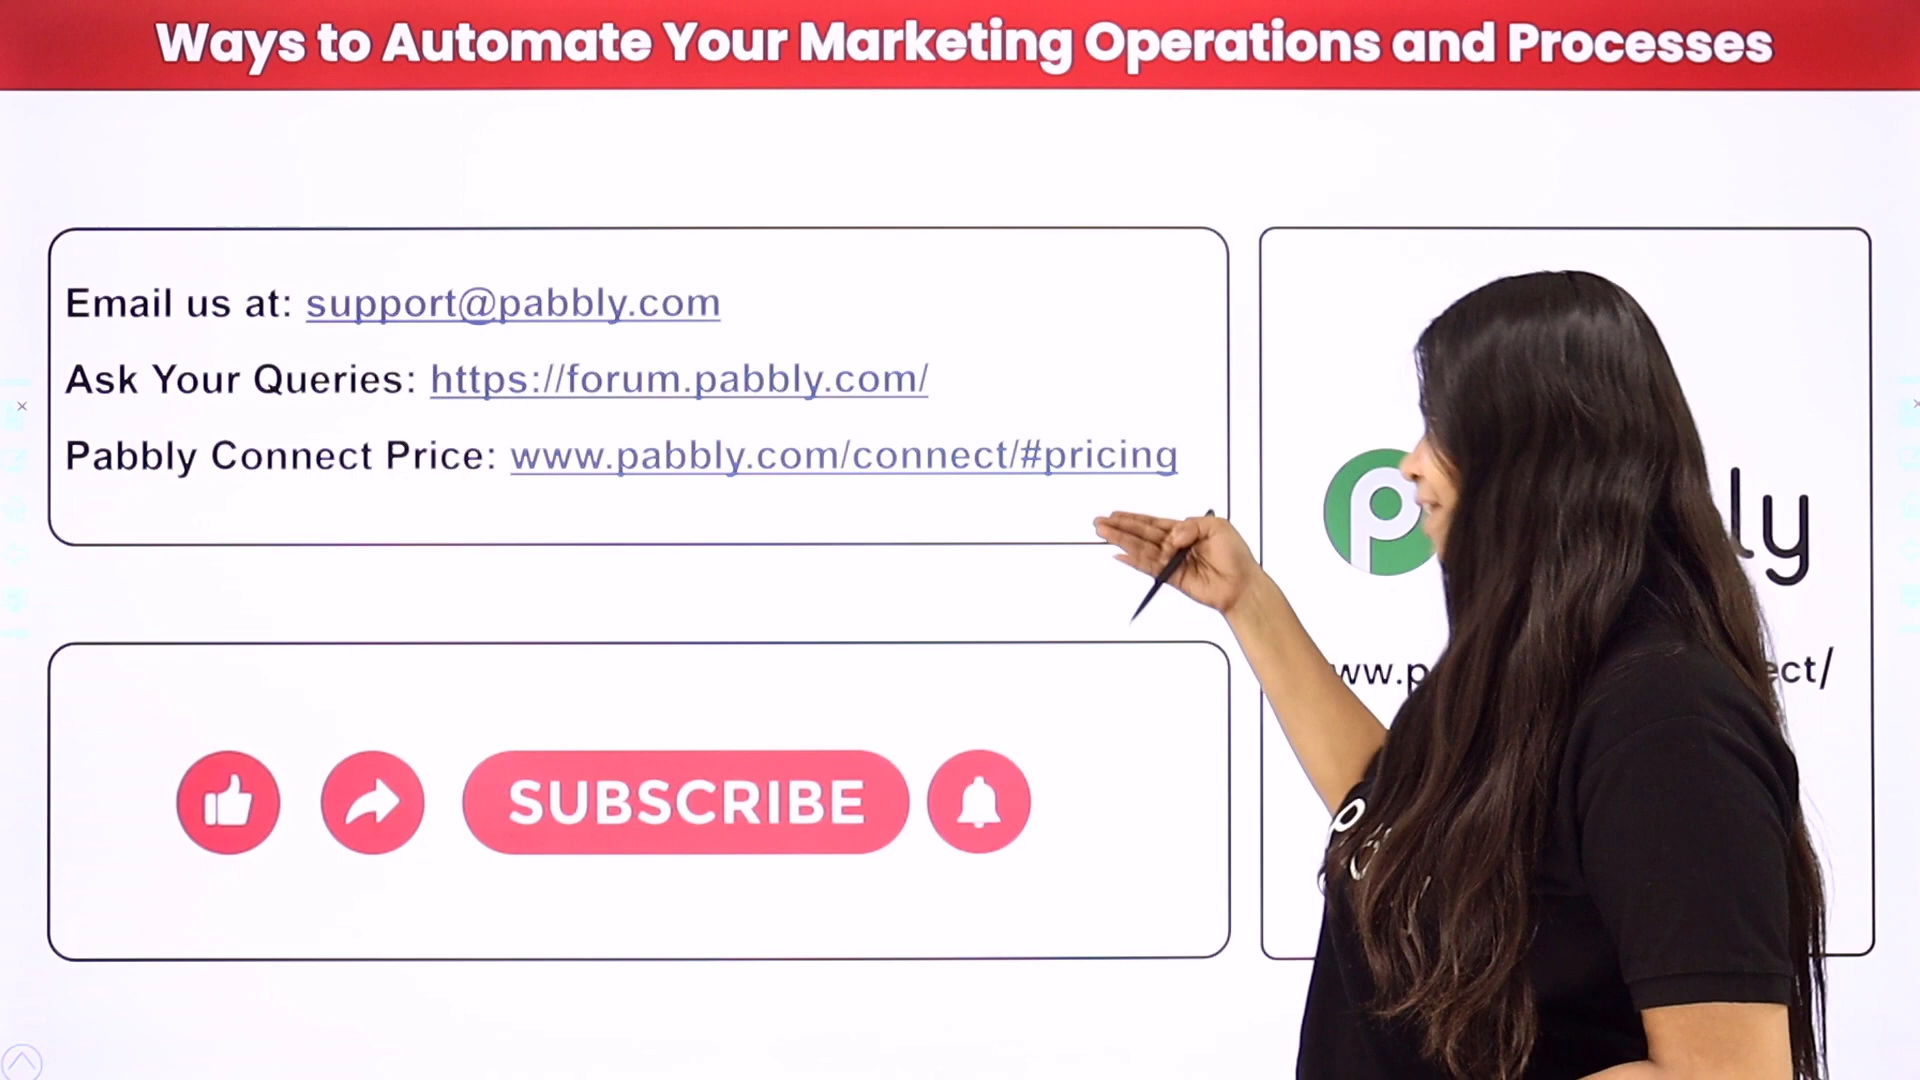 Ways to Automate Your Marketing Operations and Processes
Email us at: support@pabbly.com
Ask Your Queries: https://forum.pabbly.com/
Pabbly Connect Price: www.pabbly.com/connect/#pricing
SUBSCRIBE